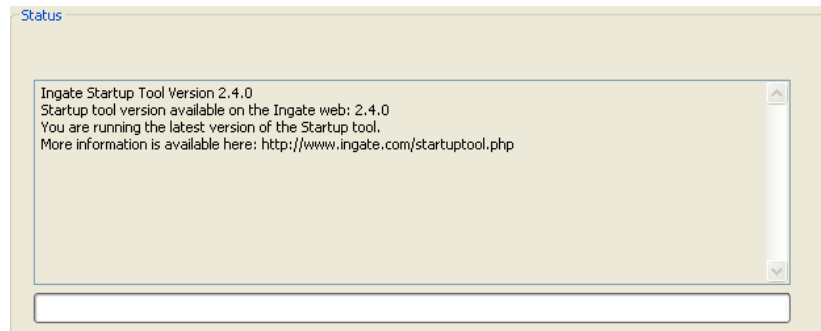 Status
Ingate Startup Tool Version 2.4.0
Startup tool version available on the Ingate web: 2.4.0
You are running the latest version of the Startup tool.
More information is available here: http://www.ingate.com/startuptool.php